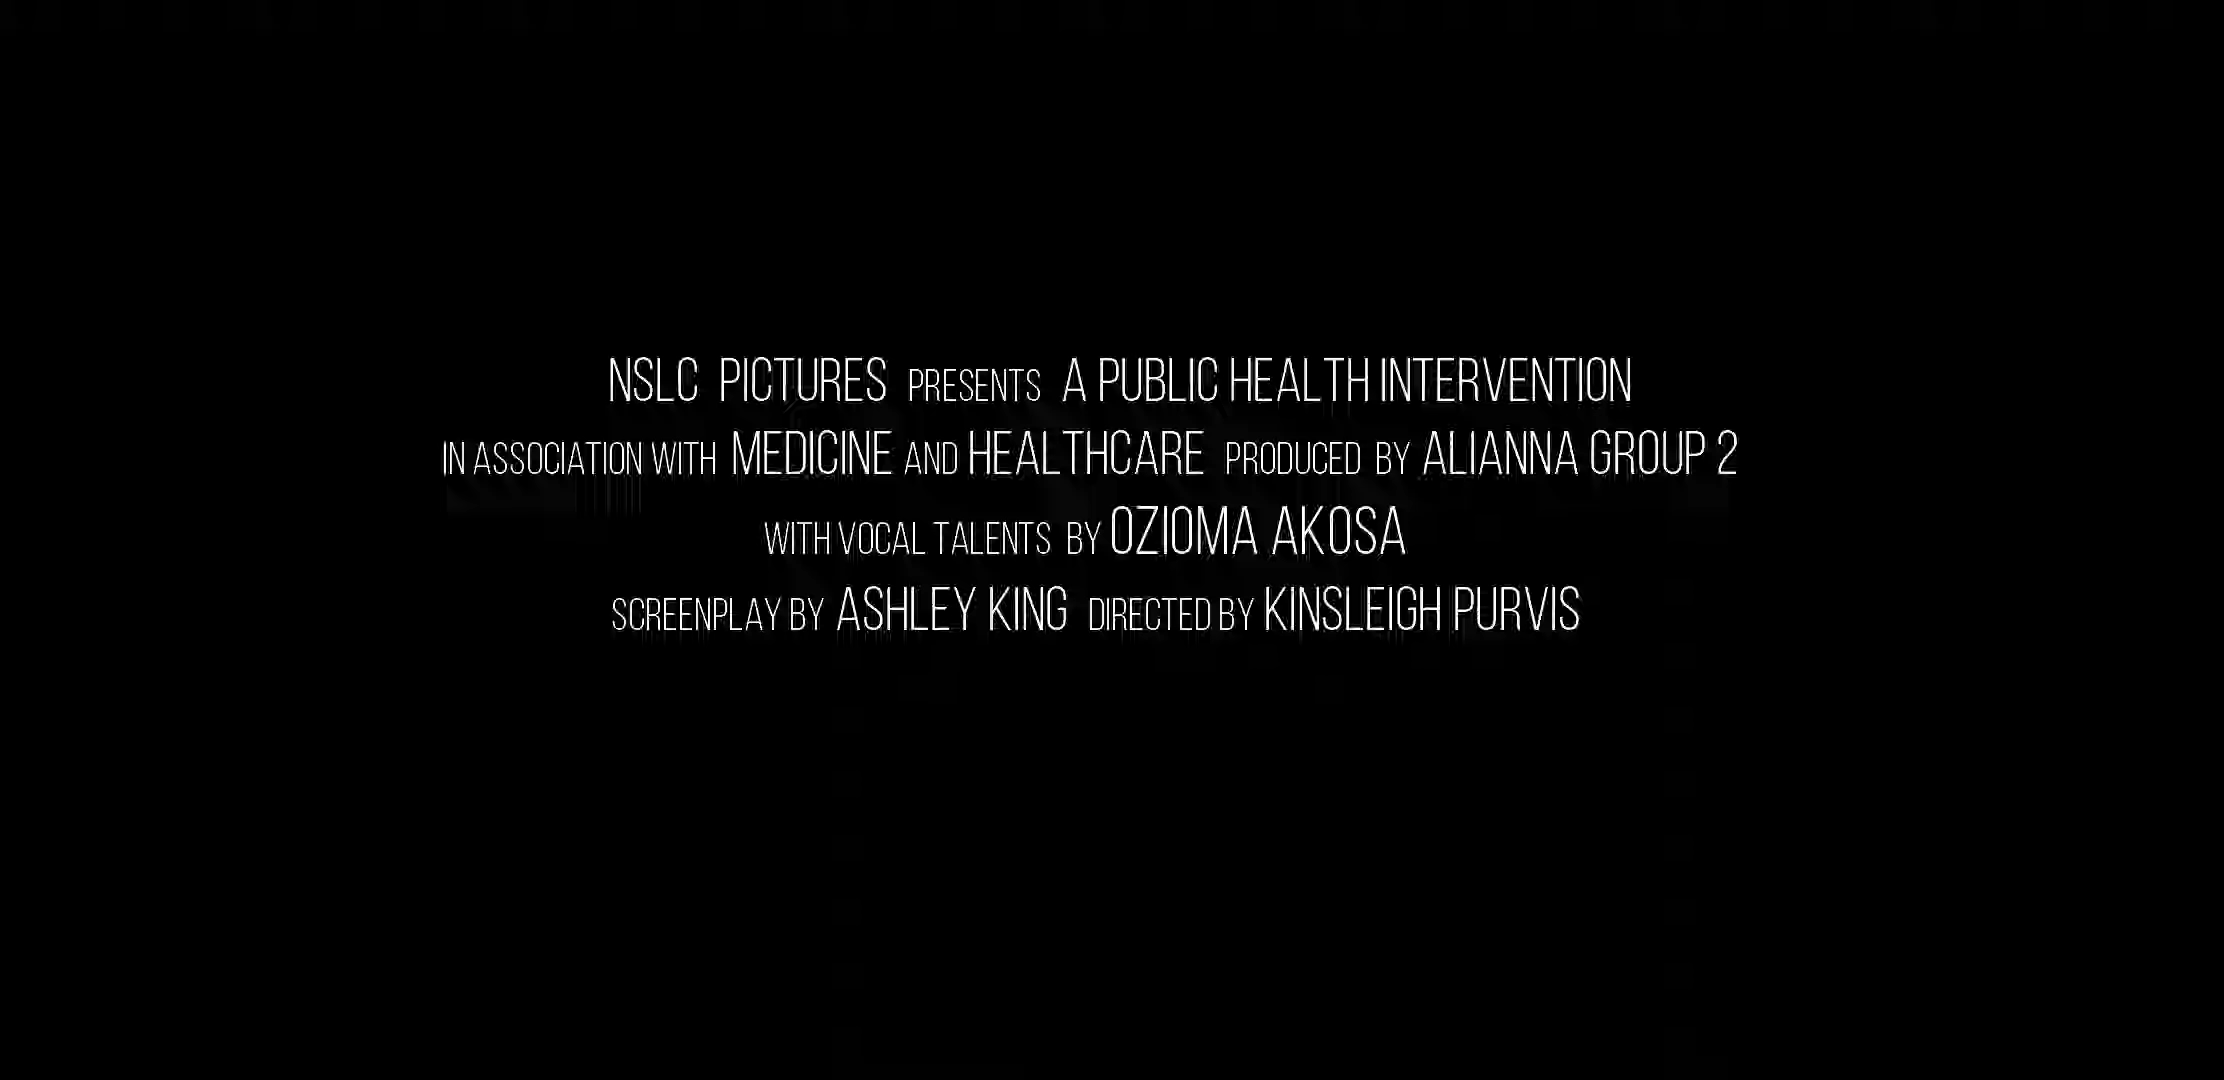 NSLC PICTURES PRESENTS A PUBLIC HEALTH INTERVENTION
IN ASSOCIATION WITH MEDICINE AND HEALTHCARE PRODUCED BY ALIANNA GROUP 2
WITH VOCAL TALENTS BY OZIOMA AKOSA
SCREENPLAY BY ASHLEY KING DIRECTED BY KINSLEIGH PURVIS